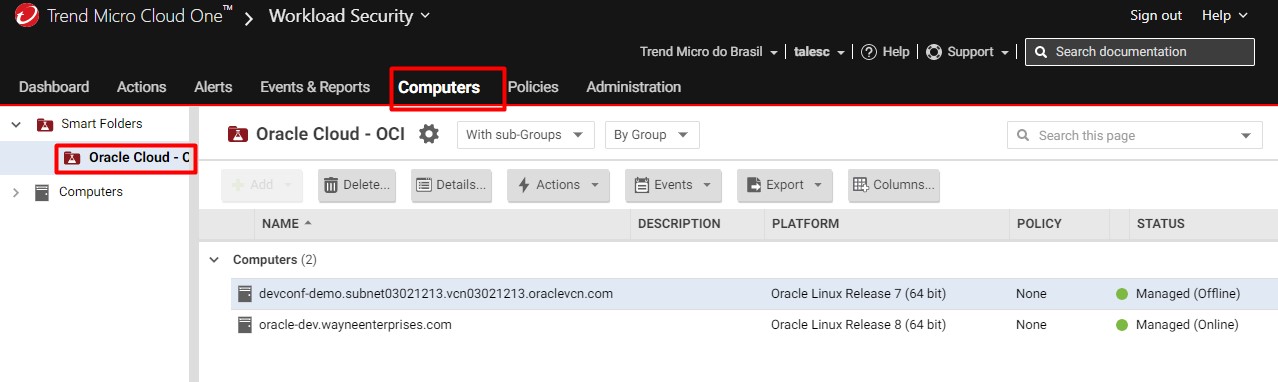 Trend Micro Cloud One™ Workload Security Sign out Help
Trend Micro do Brasil talesc Help Support Search documentation
Dashboard Actions Alerts Events & Reports Computers Policies Administration
Smart Folders
Oracle Cloud - O
Computers
Oracle Cloud - OCI With sub-Groups By Group Search this page
Add Delete... Details... Actions Events Export Columns...
NAME DESCRIPTION PLATFORM POLICY STATUS
Computers (2)
devconf-demo.subnet03021213.vcn03021213.oraclevcn.com Oracle Linux Release 7 (64 bit) None Managed (Offline)
oracle-dev.wayneenterprises.com Oracle Linux Release 8 (64 bit) None Managed (Online)